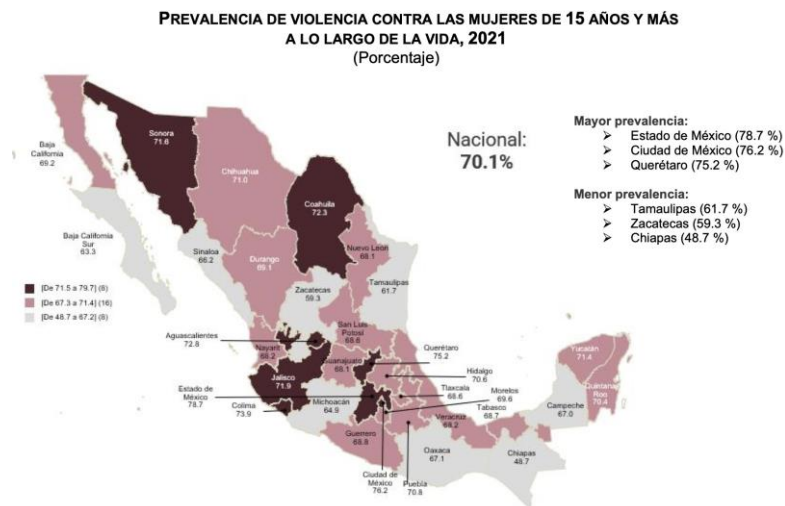 PREVALENCIA DE VIOLENCIA CONTRA LAS MUJERES DE 15 AÑOS Y MÁS
A LO LARGO DE LA VIDA, 2021
(Porcentaje)
Nacional:
70.1%
Mayor prevalencia:
➤ Estado de México (78.7 %)
➤ Ciudad de México (76.2 %)
➤ Querétaro (75.2 %)
Menor prevalencia:
➤ Tamaulipas (61.7 %)
➤ Zacatecas (59.3 %)
➤ Chiapas (48.7 %)
Baja
California
69.2
Sonora
71.6
Chihuahua
71.0
Coahuila
72.3
Baja California
Sur
63.3
Sinaloa
66.2
Durango
69.1
Nuevo León
68.1
Zacatecas
59.3
Tamaulipas
61.7
[De 71.5 a 79.7] (8)
[De 67.3 a 71.4] (16)
[De 48.7 a 67.2] (8)
Aguascalientes
72.8
San Luis
Potosí
68.6
Nayarit
68.2
Guanajuato
68.1
Querétaro
75.2
Hidalgo
70.6
Yucatán
71.4
Quintana
Roo
70.4
Jalisco
71.9
Estado de
México
78.7
Colima
73.9
Michoacán
64.9
Tlaxcala
68.6
Morelos
69.6
Tabasco
68.7
Veracruz
69.2
Campeche
67.0
Guerrero
68.8
Oaxaca
67.1
Chiapas
48.7
Ciudad de
México
76.2
Puebla
70.8